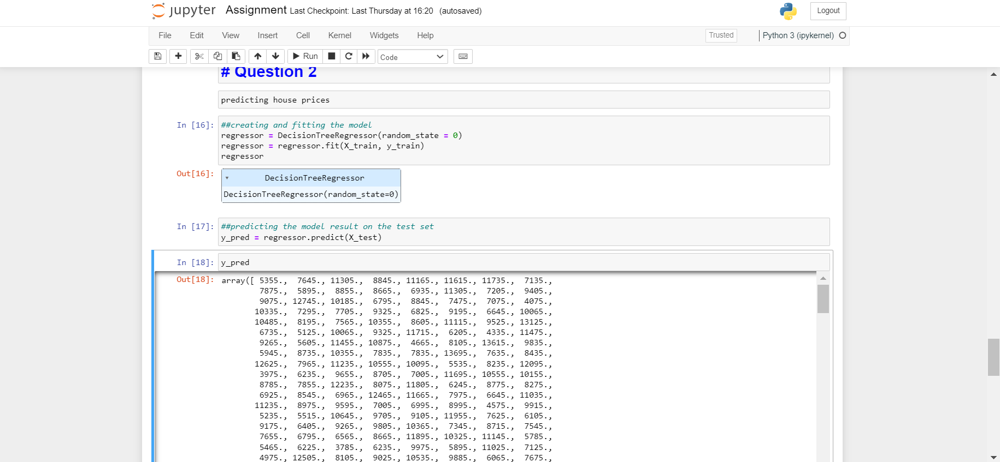 jupyter Assignment Last Checkpoint: Last Thursday at 16:20 (autosaved) Logout
File Edit View Insert Cell Kernel Widgets Help Trusted Python 3 (ipykernel)
Run Code
# Question 2
predicting house prices
In [16]: ##creating and fitting the model
regressor = DecisionTreeRegressor(random_state = 0)
regressor = regressor.fit(X_train, y_train)
regressor
Out[16]: DecisionTreeRegressor
DecisionTreeRegressor(random_state=0)
In [17]: ##predicting the model result on the test set
y_pred = regressor.predict(X_test)
In [18]: y_pred
Out[18]: array([ 5355., 7645., 11305., 8845., 11165., 11615., 11735., 7135.,
7875., 5895., 8855., 8665., 6935., 11305., 7205., 9405.,
9075., 12745., 10185., 6795., 8845., 7475., 7075., 4075.,
10335., 7295., 7705., 9325., 6825., 9195., 6645., 10065.,
10485., 8195., 7565., 10355., 8605., 11115., 9525., 13125.,
6735., 5125., 10065., 9325., 11715., 6205., 4335., 11475.,
9265., 5605., 11455., 10875., 4665., 8105., 13615., 9835.,
5945., 8735., 10355., 7835., 7835., 13695., 7635., 8435.,
12625., 7965., 11235., 10555., 10095., 5535., 8235., 12095.,
3975., 6235., 9655., 8705., 7005., 11695., 10555., 10155.,
8785., 7855., 12235., 8075., 11805., 6245., 8775., 8275.,
6925., 8545., 6965., 12465., 11665., 7975., 6645., 11035.,
11235., 8975., 9595., 7005., 6995., 8995., 4575., 9915.,
5235., 5515., 10645., 9705., 9105., 11955., 7625., 6105.,
9175., 6405., 9265., 9805., 10365., 7345., 8715., 7545.,
7655., 6795., 6565., 8665., 11895., 10325., 11145., 5785.,
5465., 6225., 3785., 6235., 9975., 5895., 11025., 7125.,
4975., 12505., 8105., 9025., 10535., 9885., 6065., 7675.,